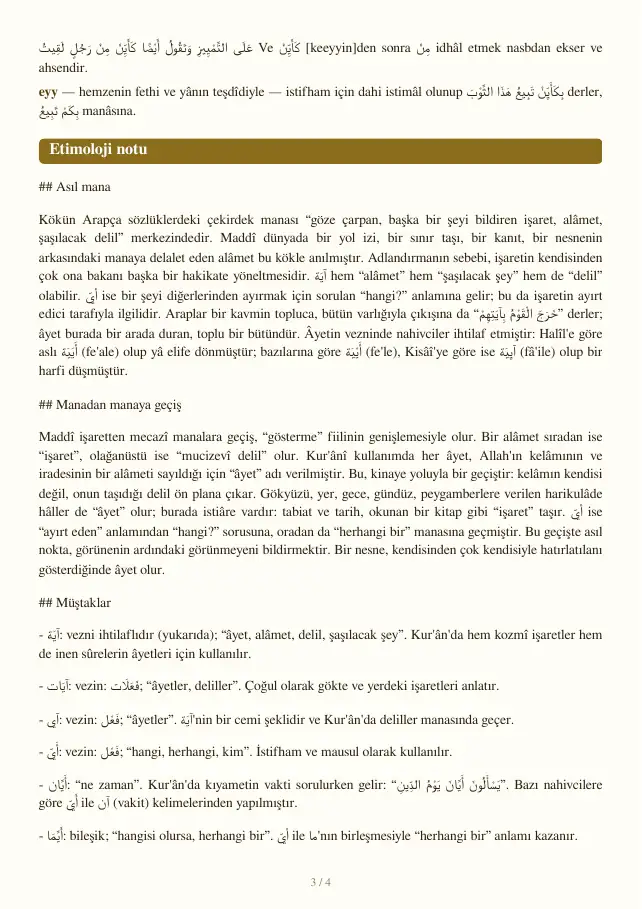 عَلَى التَّمْيِيزِ وَتَقُولُ أَيْضًا كَأَيِّنْ مِنْ رَجُلٍ لَقِيتُ Ve كَأَيِّنْ [keeyyin]den sonra مِنْ idhâl etmek nasbdan ekser ve
ahsendir.
eyy — hemzenin fethi ve yânın teşdîdiyle — istifham için dahi istimâl olunup بِكَأَيِّنْ تَبِيعُ هَذَا الثَّوْبَ derler,
بِكَمْ تَبِيعُ manâsına.
Etimoloji notu
## Asıl mana
Kökün Arapça sözlüklerdeki çekirdek manası “göze çarpan, başka bir şeyi bildiren işaret, alâmet,
şaşılacak delil” merkezindedir. Maddî dünyada bir yol izi, bir sınır taşı, bir kanıt, bir nesnenin
arkasındaki manaya delalet eden alâmet bu kökle anılmıştır. Adlandırmanın sebebi, işaretin kendisinden
çok ona bakanı başka bir hakikate yöneltmesidir. آيَة hem “alâmet” hem “şaşılacak şey” hem de “delil”
olabilir. أَيّ ise bir şeyi diğerlerinden ayırmak için sorulan “hangi?” anlamına gelir; bu da işaretin ayırt
edici tarafıyla ilgilidir. Araplar bir kavmin topluca, bütün varlığıyla çıkışına da “خَرَجَ الْقَوْمُ بِآيَتِهِمْ” derler;
âyet burada bir arada duran, toplu bir bütündür. Âyetin vezninde nahivciler ihtilaf etmiştir: Halîl'e göre
aslı أَيَيَة (fe'ale) olup yâ elife dönmüştür; bazılarına göre أَيْيَة (fe'le), Kisâî'ye göre ise آيِيَة (fâ'ile) olup bir
harfi düşmüştür.
## Manadan manaya geçiş
Maddî işaretten mecazî manalara geçiş, “gösterme” fiilinin genişlemesiyle olur. Bir alâmet sıradan ise
“işaret”, olağanüstü ise “mucizevî delil” olur. Kur'ânî kullanımda her âyet, Allah'ın kelâmının ve
iradesinin bir alâmeti sayıldığı için “âyet” adı verilmiştir. Bu, kinaye yoluyla bir geçiştir: kelâmın kendisi
değil, onun taşıdığı delil ön plana çıkar. Gökyüzü, yer, gece, gündüz, peygamberlere verilen harikulâde
hâller de “âyet” olur; burada istiâre vardır: tabiat ve tarih, okunan bir kitap gibi “işaret” taşır. أَيّ ise
“ayırt eden” anlamından “hangi?” sorusuna, oradan da “herhangi bir” manasına geçmiştir. Bu geçişte asıl
nokta, görünenin ardındaki görünmeyeni bildirmektir. Bir nesne, kendisinden çok kendisiyle hatırlatılanı
gösterdiğinde âyet olur.
## Müştaklar
- آيَة: vezni ihtilaflıdır (yukarıda); “âyet, alâmet, delil, şaşılacak şey”. Kur'ân'da hem kozmî işaretler hem
de inen sûrelerin âyetleri için kullanılır.
- آيَات: vezin: فَعَلَات; “âyetler, deliller”. Çoğul olarak gökte ve yerdeki işaretleri anlatır.
- آي: vezin: فَعْل; “âyetler”. آيَة'nin bir cemi şeklidir ve Kur'ân'da deliller manasında geçer.
- أَيّ: vezin: فَعْل; “hangi, herhangi, kim”. İstifham ve mausul olarak kullanılır.
- أَيَّانَ: “ne zaman”. Kur'ân'da kıyametin vakti sorulurken gelir: “يَسْأَلُونَ أَيَّانَ يَوْمُ الدِّينِ”. Bazı nahivcilere
göre أَيّ ile آن (vakit) kelimelerinden yapılmıştır.
- أَيُّمَا: bileşik; “hangisi olursa, herhangi bir”. أَيّ ile ما'nın birleşmesiyle “herhangi bir” anlamı kazanır.
3 / 4